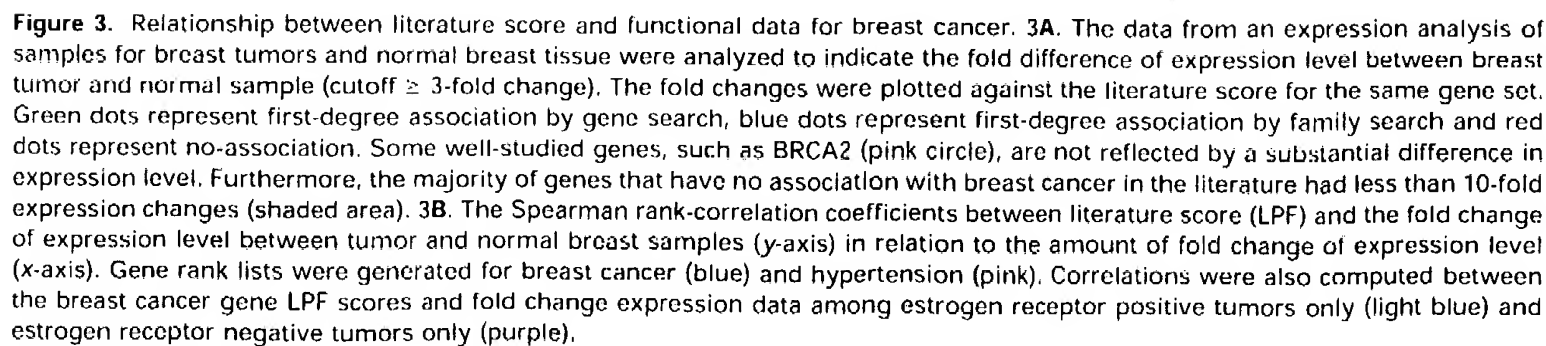 Figure 3. Relationship between literature score and functional data for breast cancer. 3A. The data from an expression analysis of
samples for breast tumors and normal breast tissue were analyzed to indicate the fold difference of expression level between breast
tumor and normal sample (cutoff ≥ 3-fold change). The fold changes were plotted against the literature score for the same gene set.
Green dots represent first-degree association by gene search, blue dots represent first-degree association by family search and red
dots represent no-association. Some well-studied genes, such as BRCA2 (pink circle), are not reflected by a substantial difference in
expression level. Furthermore, the majority of genes that have no association with breast cancer in the literature had less than 10-fold
expression changes (shaded area). 3B. The Spearman rank-correlation coefficients between literature score (LPF) and the fold change
of expression level between tumor and normal breast samples (y-axis) in relation to the amount of fold change of expression level
(x-axis). Gene rank lists were generated for breast cancer (blue) and hypertension (pink). Correlations were also computed between
the breast cancer gene LPF scores and fold change expression data among estrogen receptor positive tumors only (light blue) and
estrogen receptor negative tumors only (purple).